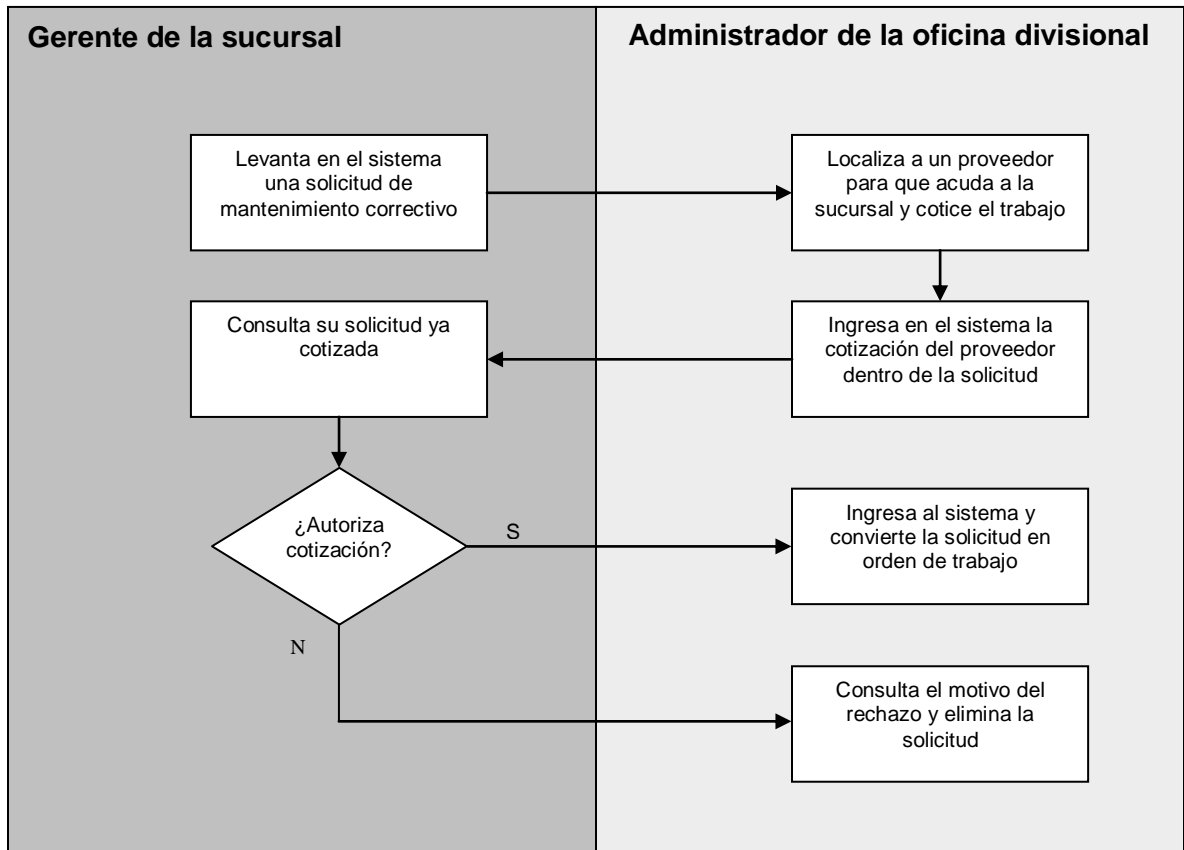 Gerente de la sucursal
Administrador de la oficina divisional
Levanta en el sistema
una solicitud de
mantenimiento correctivo
Localiza a un proveedor
para que acuda a la
sucursal y cotice el trabajo
Consulta su solicitud ya
cotizada
Ingresa en el sistema la
cotización del proveedor
dentro de la solicitud
¿Autoriza
cotización?
S
Ingresa al sistema y
convierte la solicitud en
orden de trabajo
N
Consulta el motivo del
rechazo y elimina la
solicitud